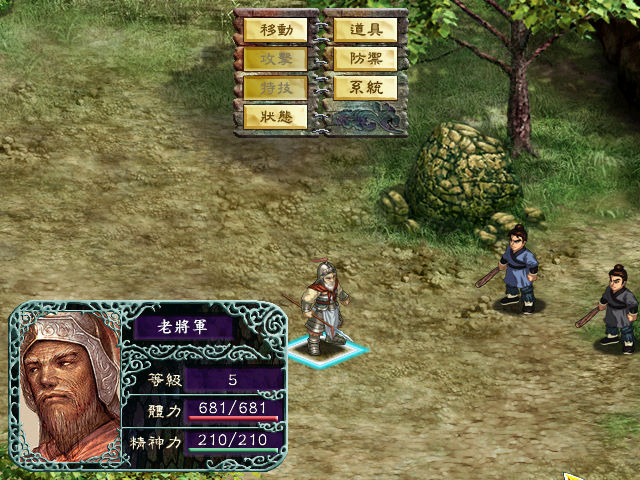 移動 道具
攻擊 防禦
特技 系統
狀態
老將軍
等級 5
體力 681/681
精神力 210/210